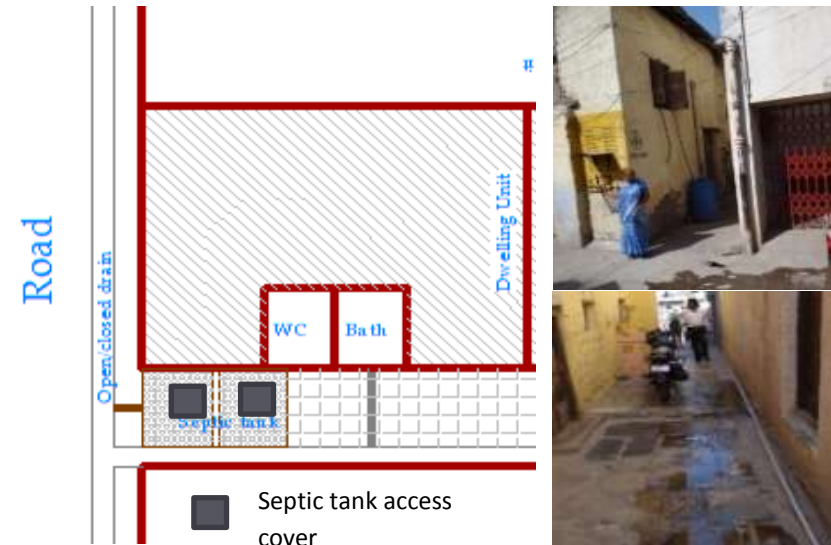 Road
Open/closed drain
#
Dwelling Unit
WC
Bath
Septic tank
Septic tank access
cover